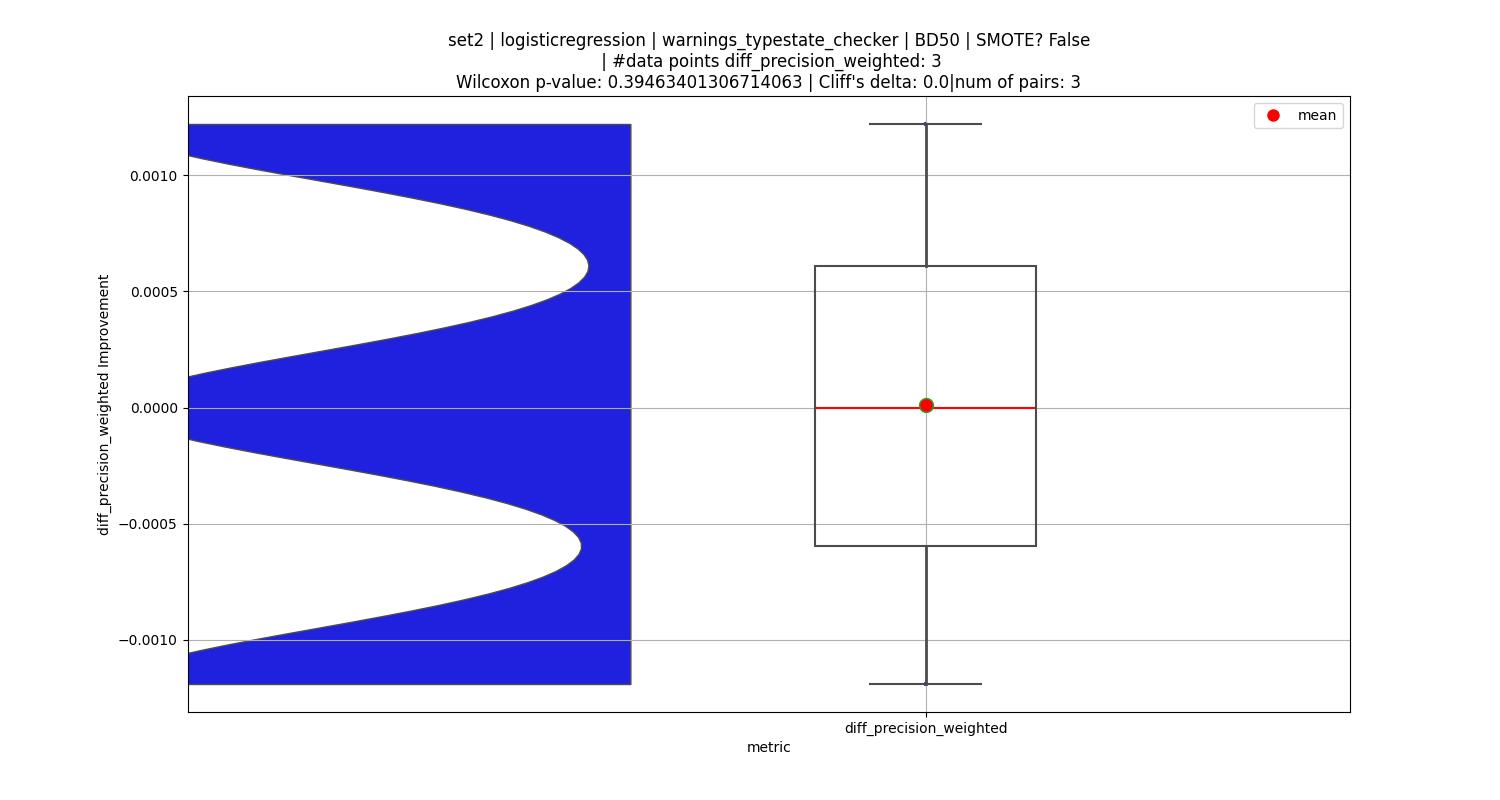 set2 | logisticregression | warnings_typestate_checker | BD50 | SMOTE? False
| #data points diff_precision_weighted: 3
Wilcoxon p-value: 0.39463401306714063 | Cliff's delta: 0.0|num of pairs: 3
mean
0.0010
0.0005
0.0000
−0.0005
−0.0010
diff_precision_weighted Improvement
diff_precision_weighted
metric